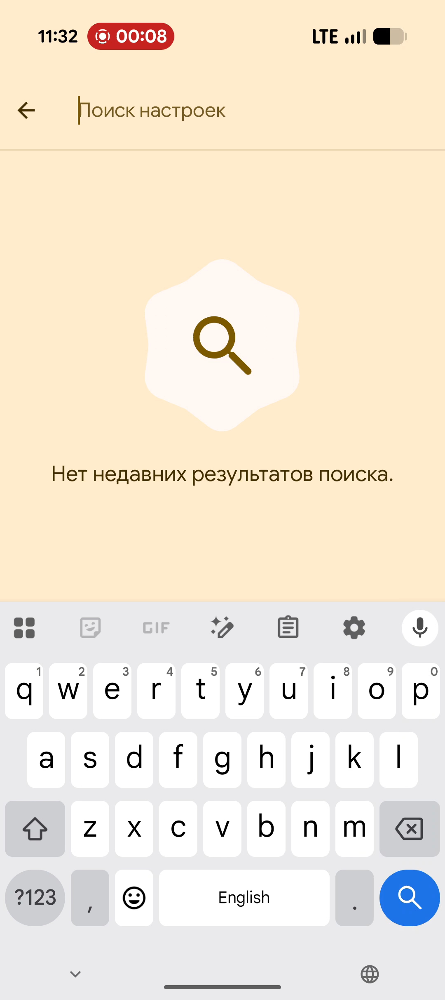 11:32 00:08 LTE
Поиск настроек
Нет недавних результатов поиска.
GIF
1 2 3 4 5 6 7 8 9 0
q w e r t y u i o p
a s d f g h j k l
z x c v b n m
?123 , English .